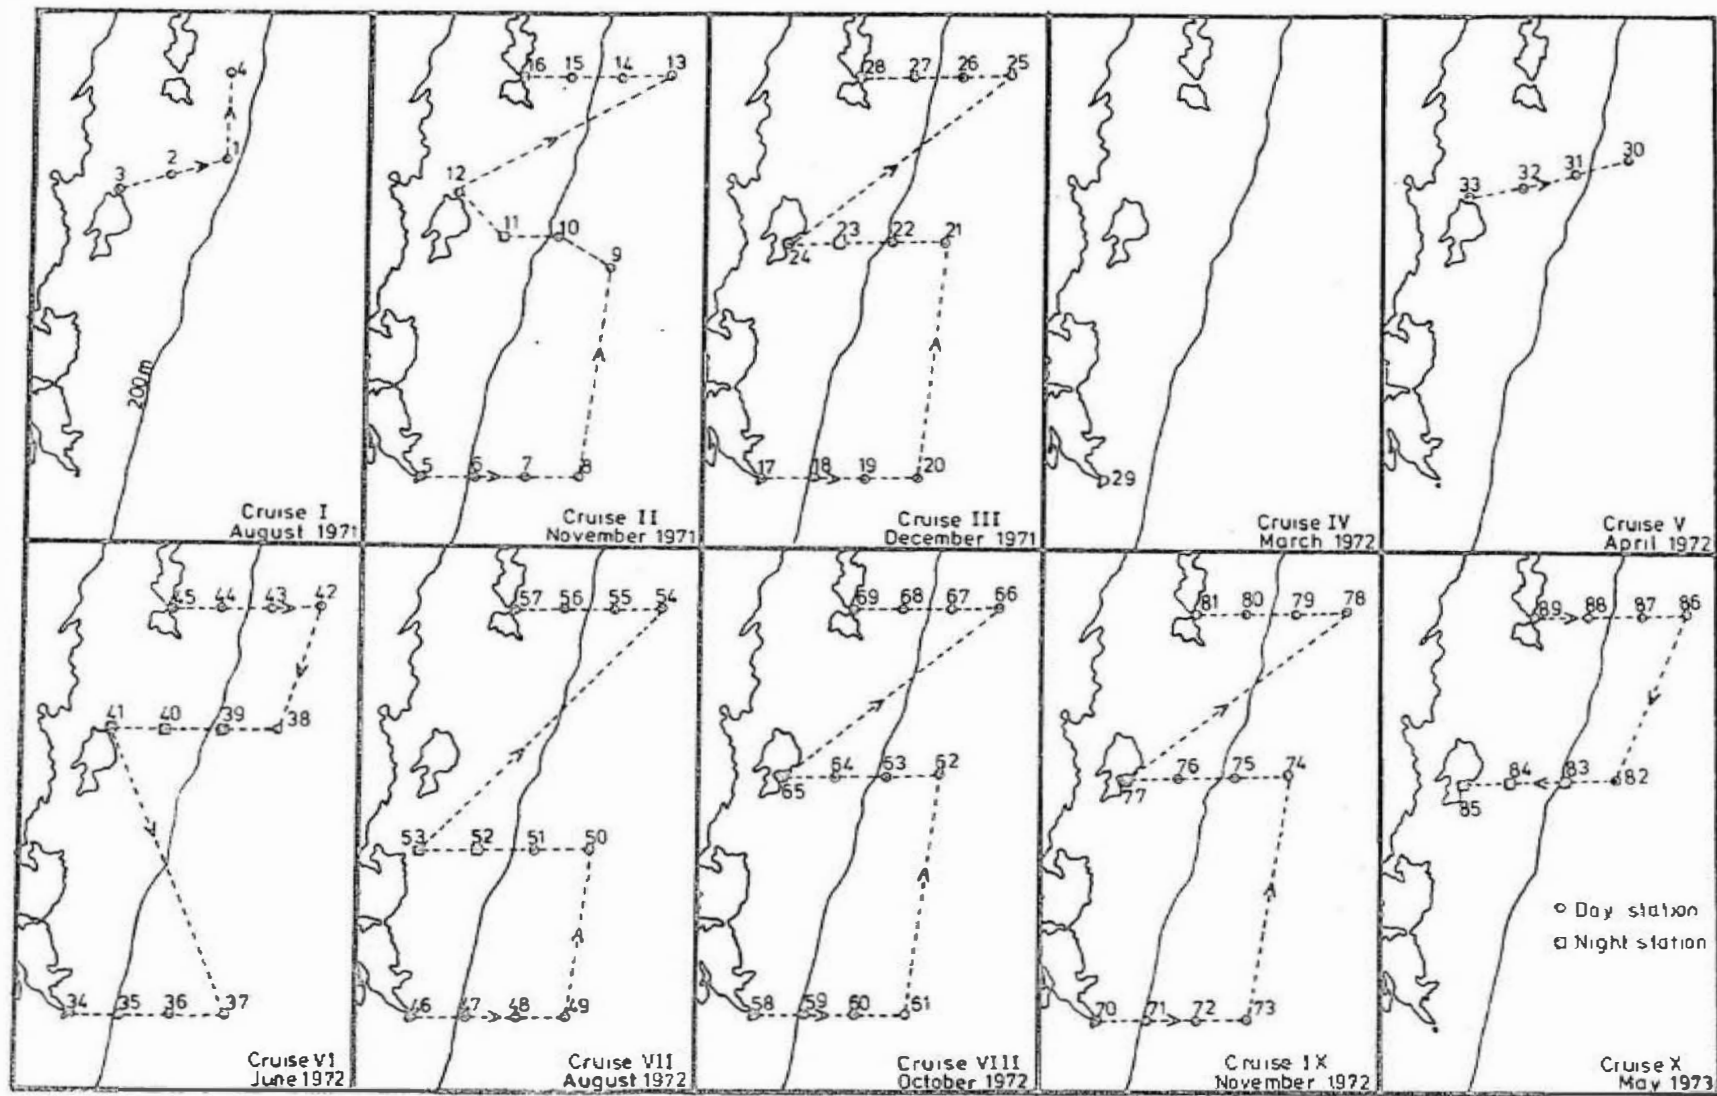 4
1
2
3
200m
Cruise I
August 1971
16 15 14 13
12
11 10
9
5 6 7 8
Cruise II
November 1971
28 27 26 25
23 22 21
24
17 18 19 20
Cruise III
December 1971
29
Cruise IV
March 1972
30
31
32
33
Cruise V
April 1972
45 44 43 42
41 40 39 38
34 35 36 37
Cruise VI
June 1972
57 56 55 54
53 52 51 50
46 47 48 49
Cruise VII
August 1972
69 68 67 66
64 63 62
65
58 59 60 61
Cruise VIII
October 1972
81 80 79 78
76 75 74
77
70 71 72 73
Cruise IX
November 1972
89 88 87 86
84 83 82
85
Day station
Night station
Cruise X
May 1973